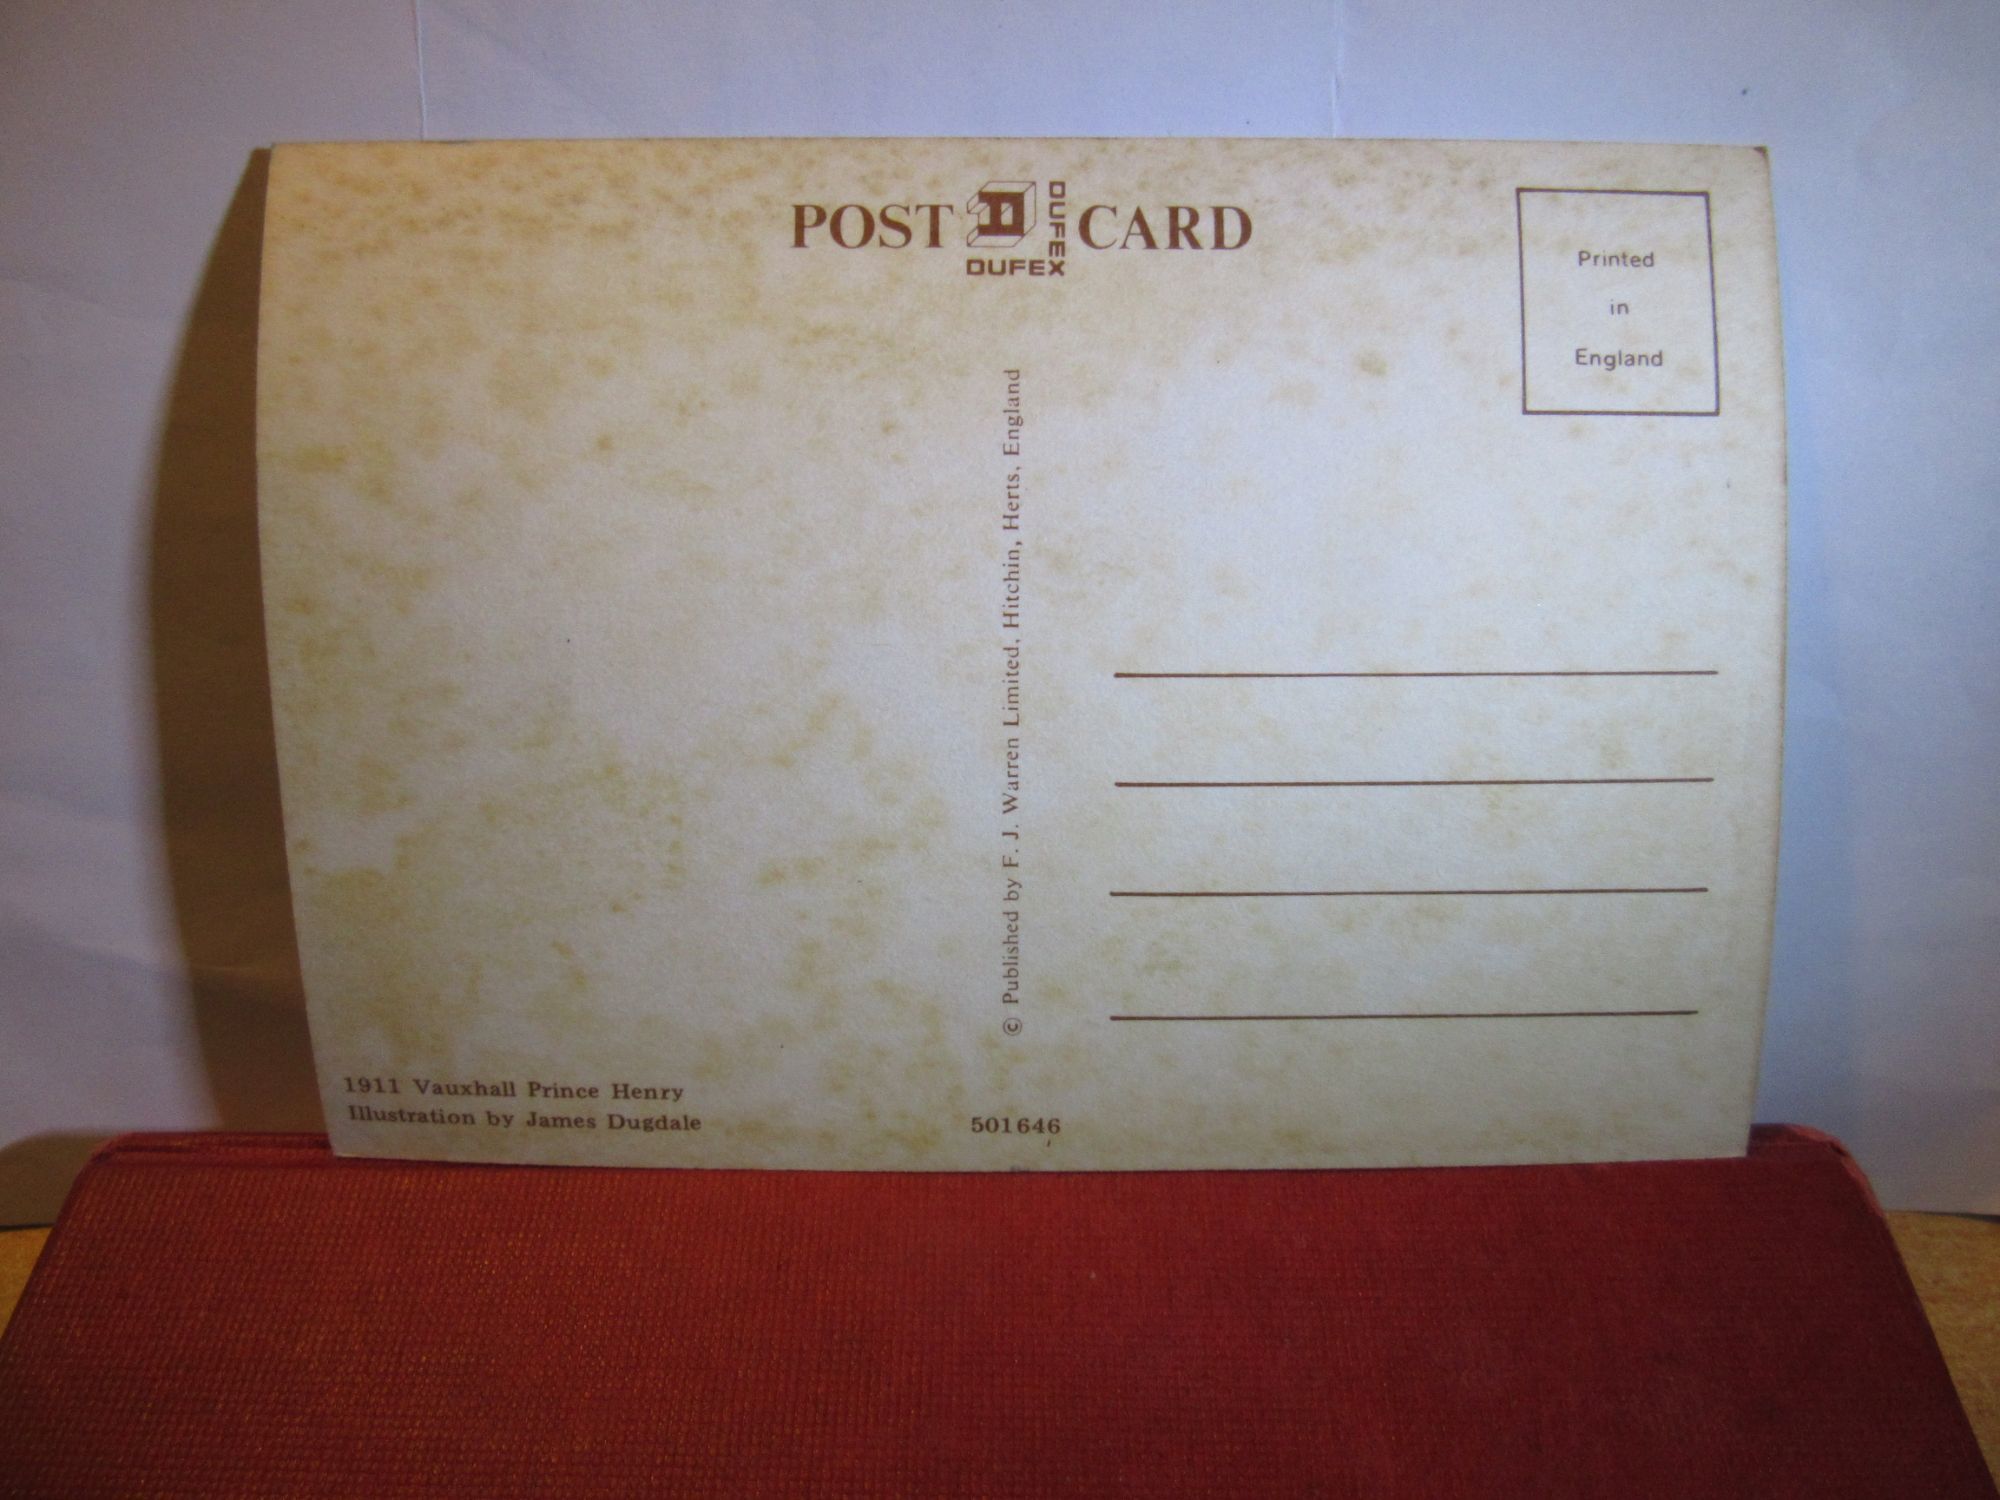 POST CARD
DUFEX
DUFEX
Printed
in
England
© Published by F. J. Warren Limited, Hitchin, Herts, England
1911 Vauxhall Prince Henry
Illustration by James Dugdale
501646